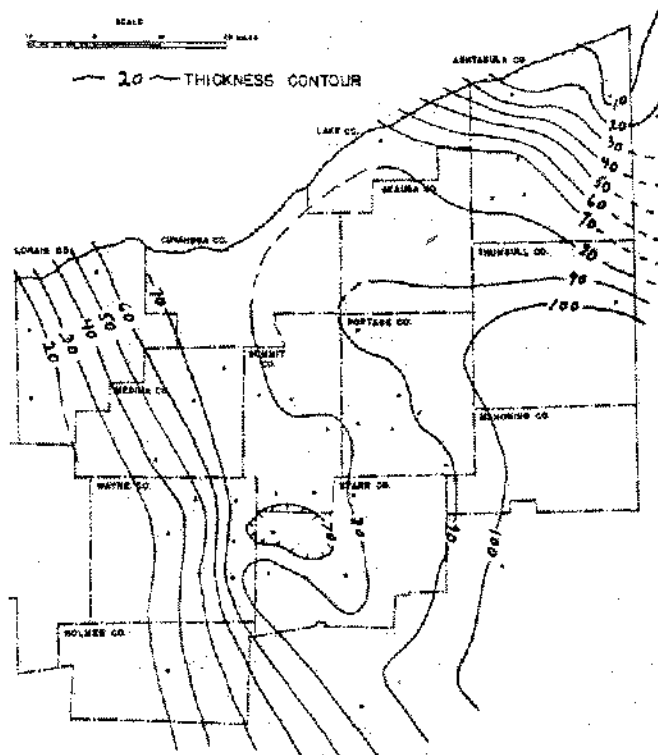 SCALE
20 MILES
20 THICKNESS CONTOUR
ASHTABULA CO.
LAKE CO.
GEAUGA CO.
10
20
30
40
50
60
70
LORAIN CO.
CUYAHOGA CO.
TRUMBULL CO.
90
100
20
30
40
50
60
70
SUMMIT CO.
PORTAGE CO.
MEDINA CO.
MAHONING CO.
WAYNE CO.
STARK CO.
70
90
100
HOLMES CO.